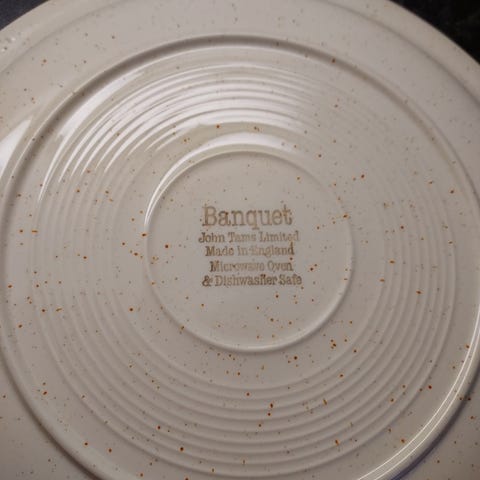 Banquet
John Tams Limited
Made in England
Microwave Oven
& Dishwasher Safe